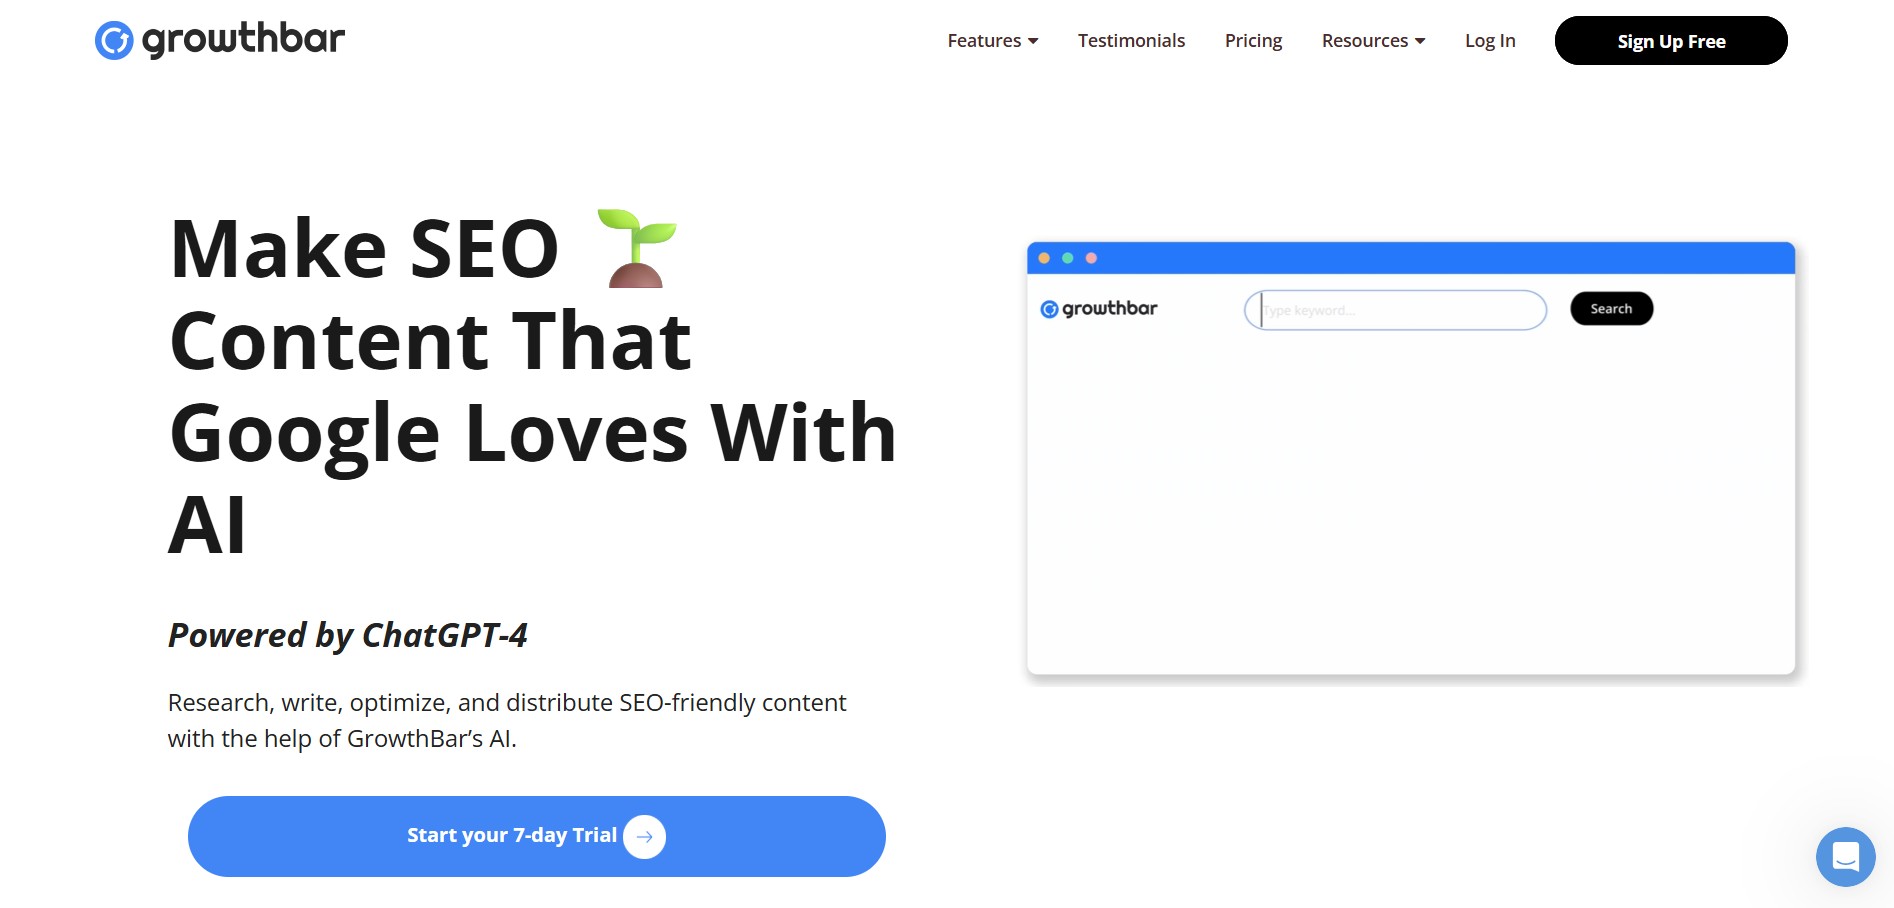 growthbar
Features
Testimonials
Pricing
Resources
Log In
Sign Up Free
Make SEO
Content That
Google Loves With
AI
Powered by ChatGPT-4
Research, write, optimize, and distribute SEO-friendly content
with the help of GrowthBar’s AI.
Start your 7-day Trial
growthbar
Type keyword...
Search